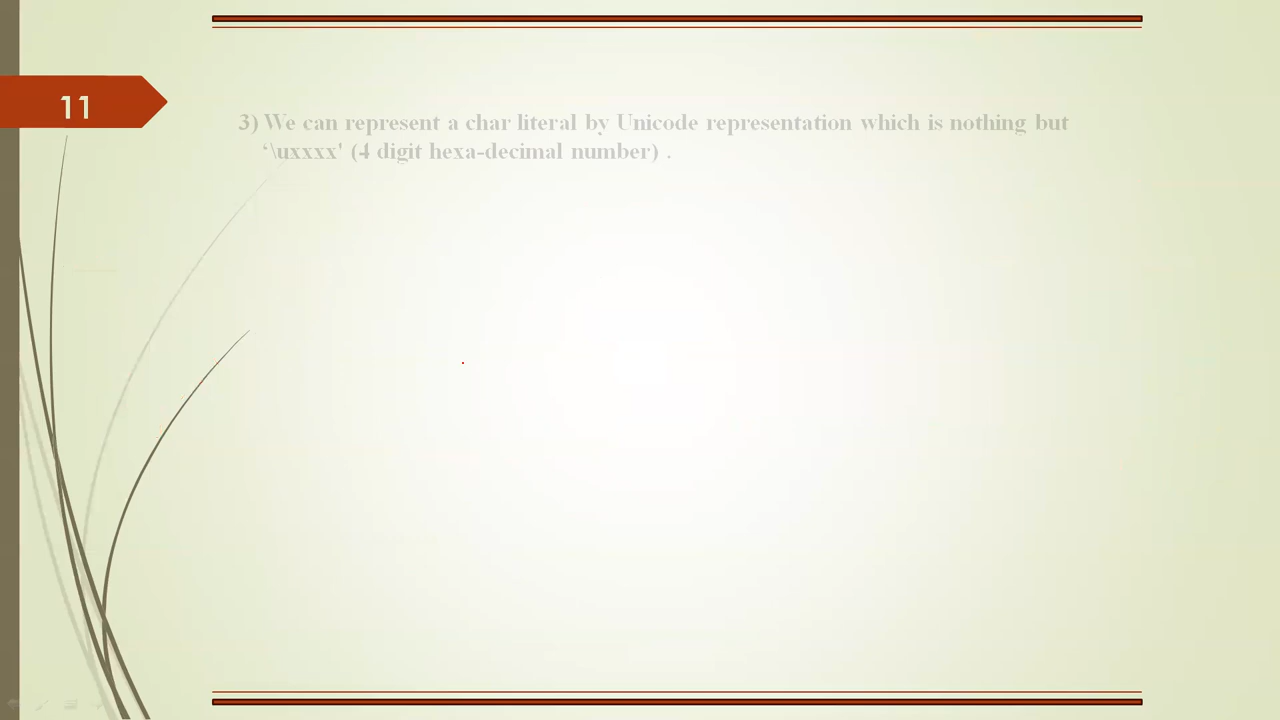 11
3) We can represent a char literal by Unicode representation which is nothing but
‘\uxxxx' (4 digit hexa-decimal number) .